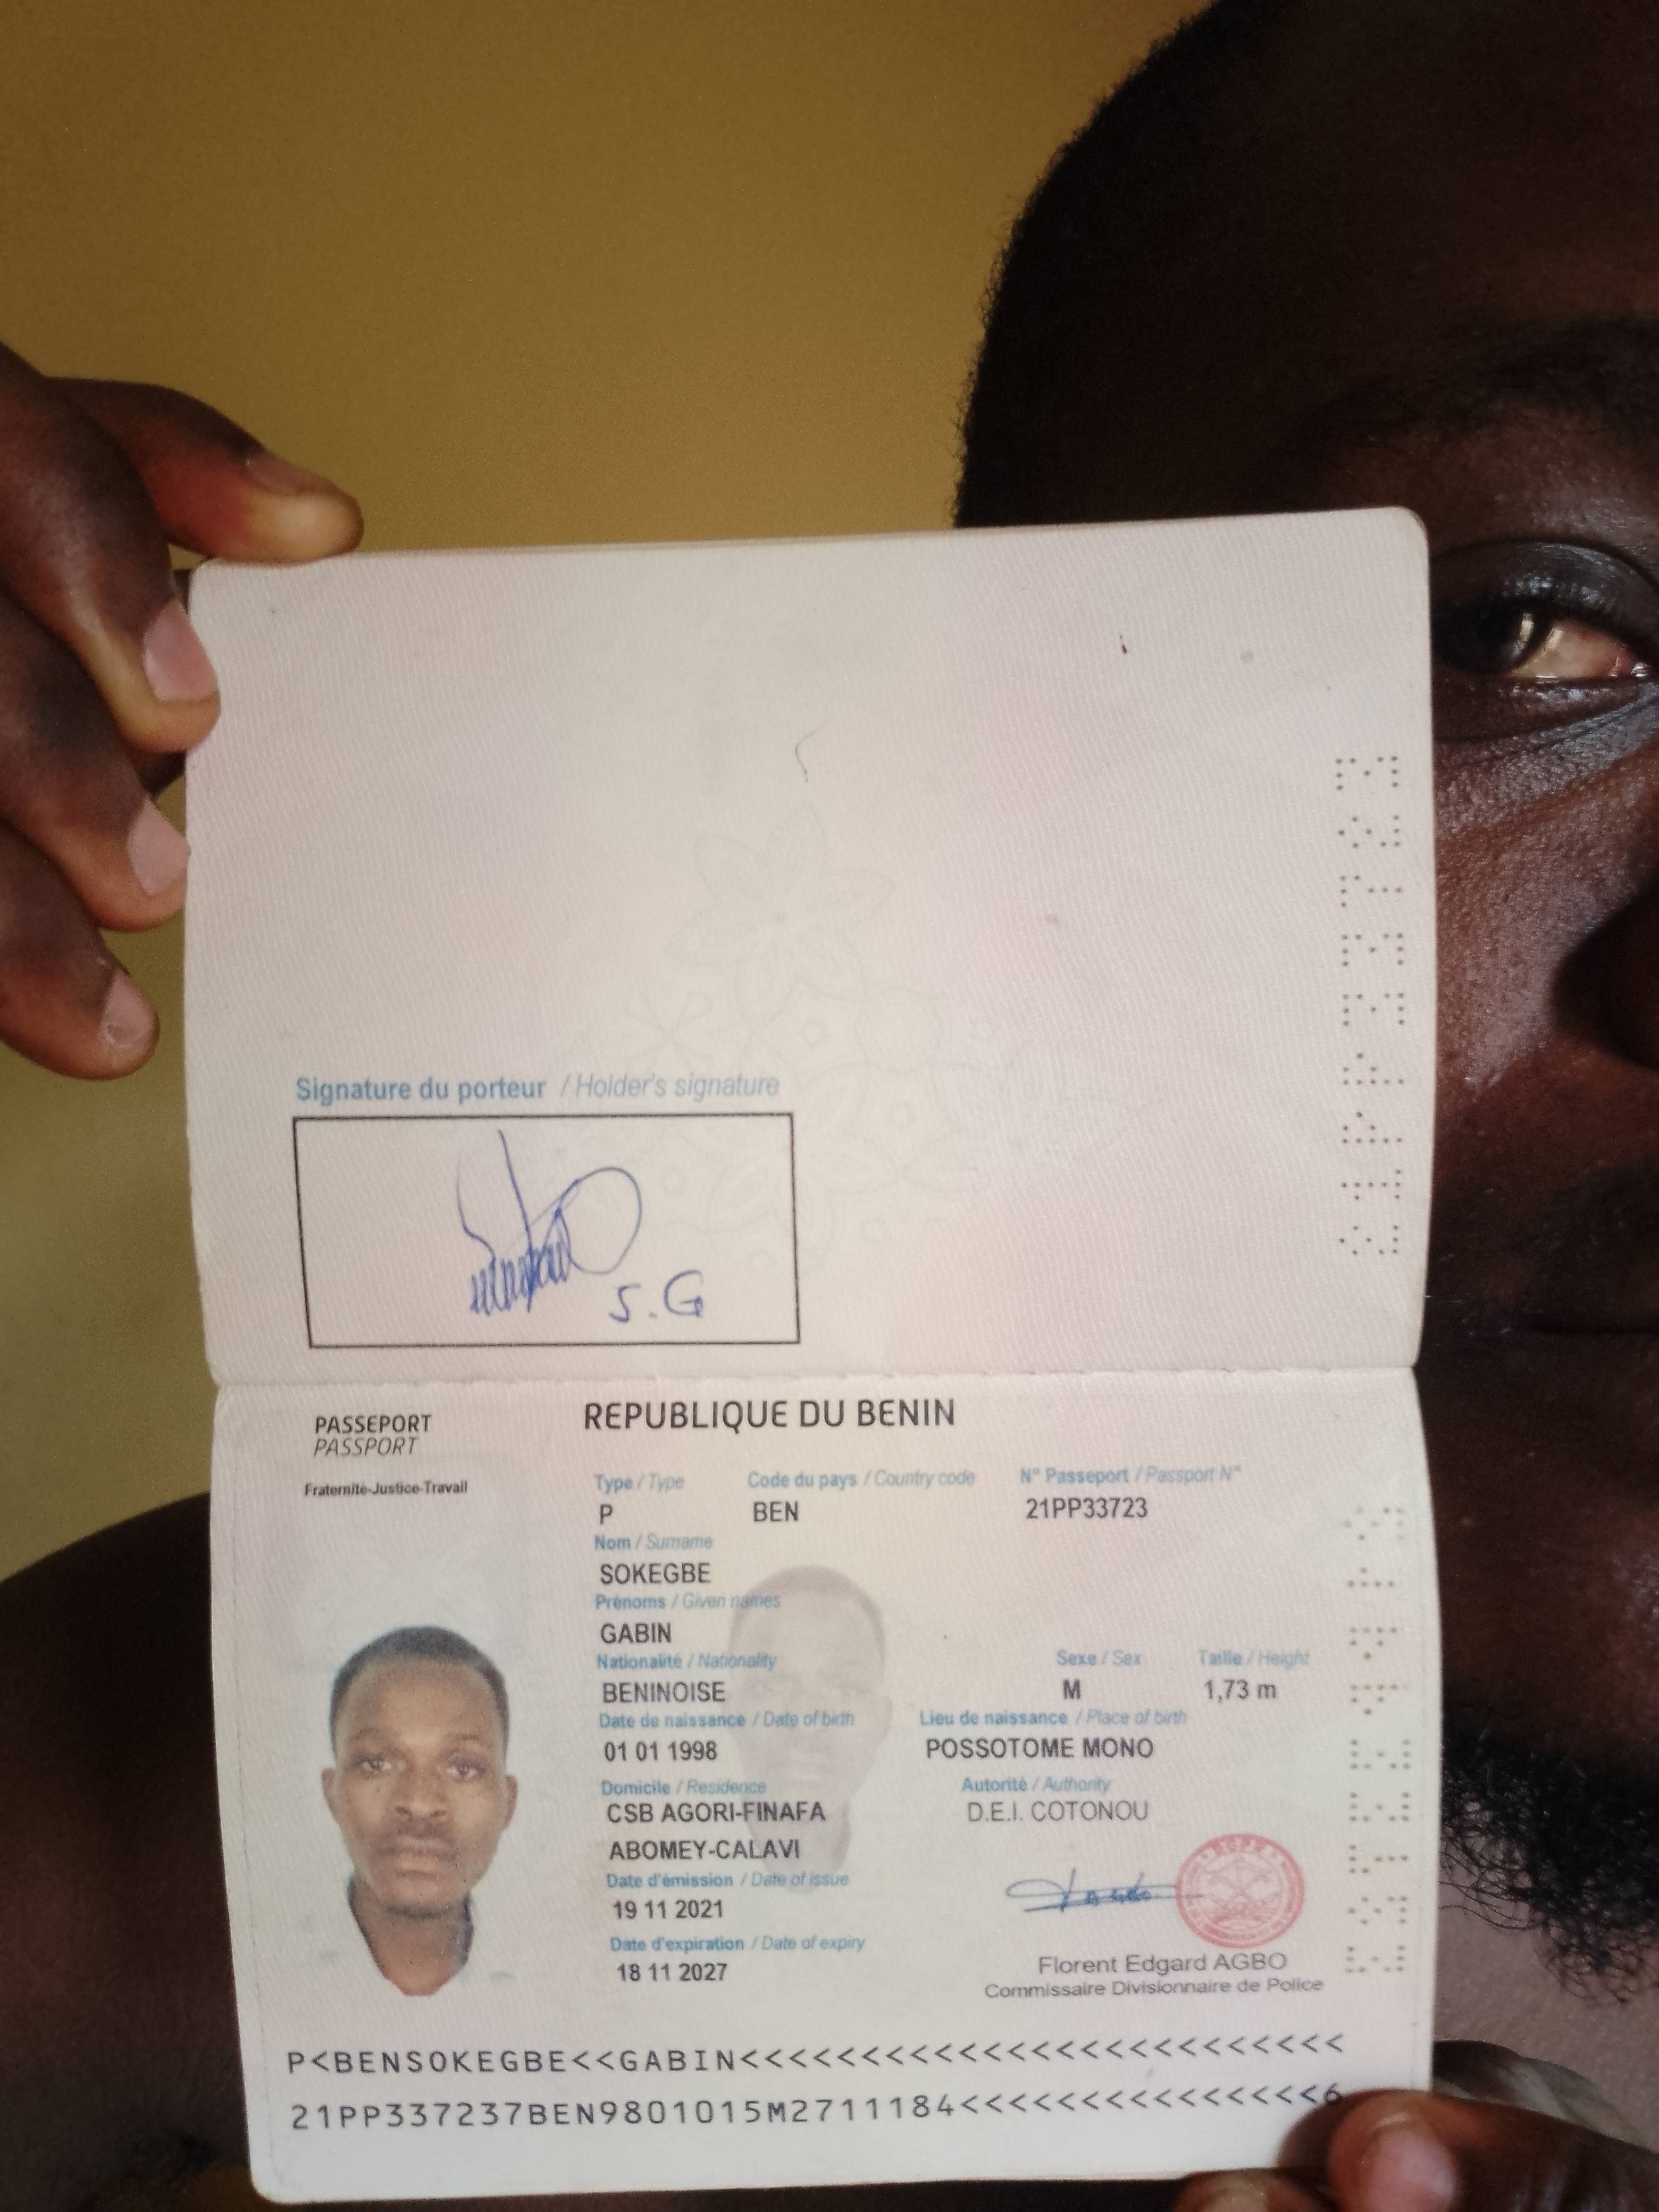 Signature du porteur / Holder's signature
S.G
PASSEPORT
PASSPORT
Fraternité-Justice-Travail
REPUBLIQUE DU BENIN
Type / Type Code du pays / Country code N° Passeport / Passport N°
P BEN 21PP33723
Nom / Surname
SOKEGBE
Prénoms / Given names
GABIN
Nationalité / Nationality Sexe / Sex Taille / Height
BENINOISE M 1,73 m
Date de naissance / Date of birth Lieu de naissance / Place of birth
01 01 1998 POSSOTOME MONO
Domicile / Residence Autorité / Authority
CSB AGORI-FINAFA D.E.I. COTONOU
ABOMEY-CALAVI
Date d'émission / Date of issue
19 11 2021
Date d'expiration / Date of expiry
18 11 2027
Florent Edgard AGBO
Commissaire Divisionnaire de Police
P<BENSOKEGBE<<GABIN<<<<<<<<<<<<<<<<<<<<<<<<<
21PP337237BEN9801015M2711184<<<<<<<<<<<<<<<6